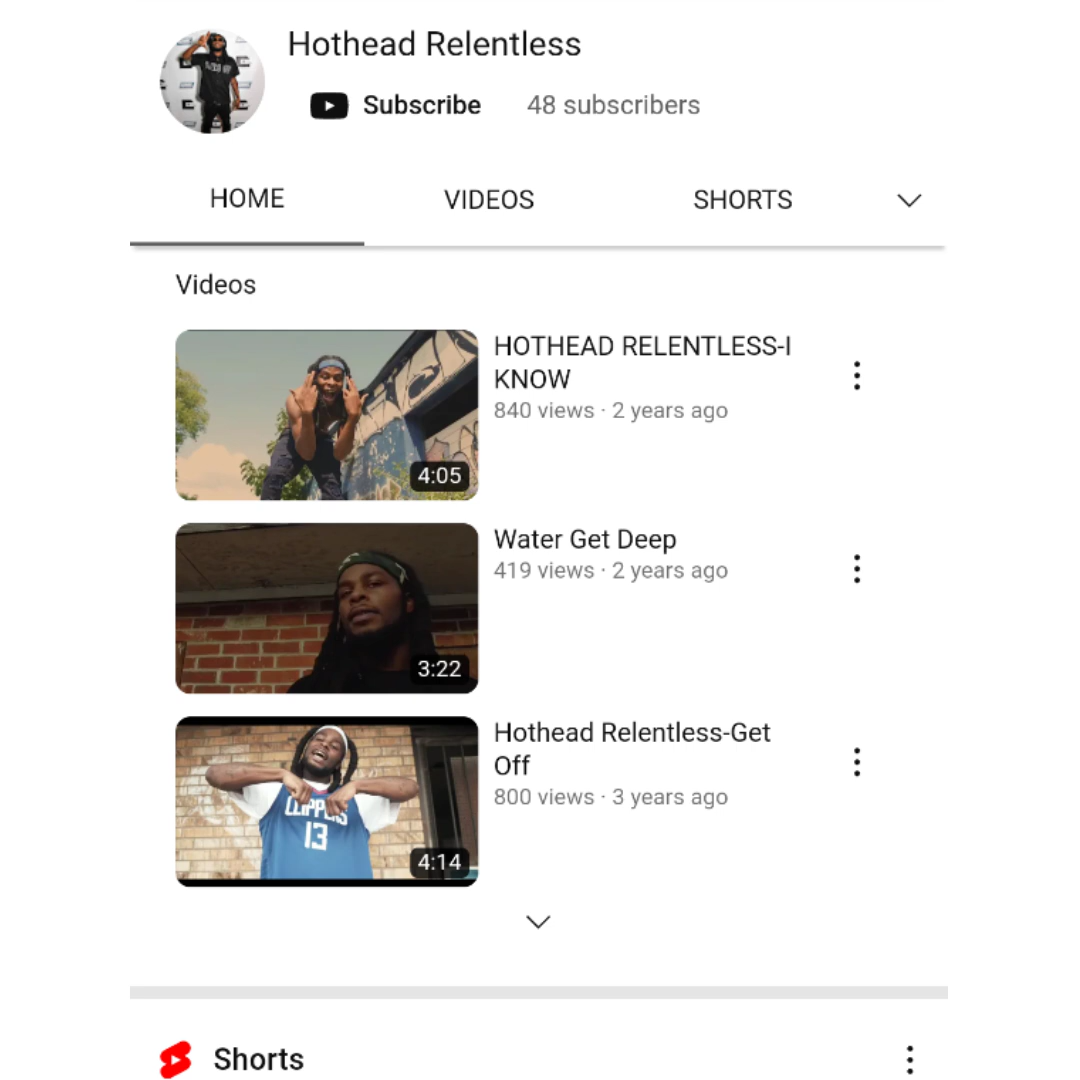 Hothead Relentless
Subscribe 48 subscribers
HOME VIDEOS SHORTS
Videos
HOTHEAD RELENTLESS-I
KNOW
840 views · 2 years ago
4:05
Water Get Deep
419 views · 2 years ago
3:22
Hothead Relentless-Get
Off
800 views · 3 years ago
CLIPPERS
13
4:14
Shorts